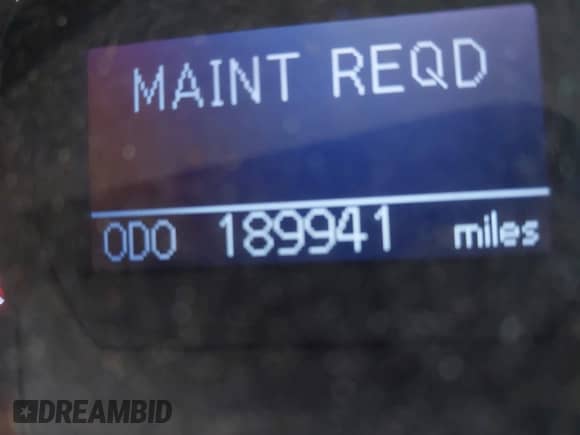 MAINT REQD
ODO 189941 miles
DREAMBID